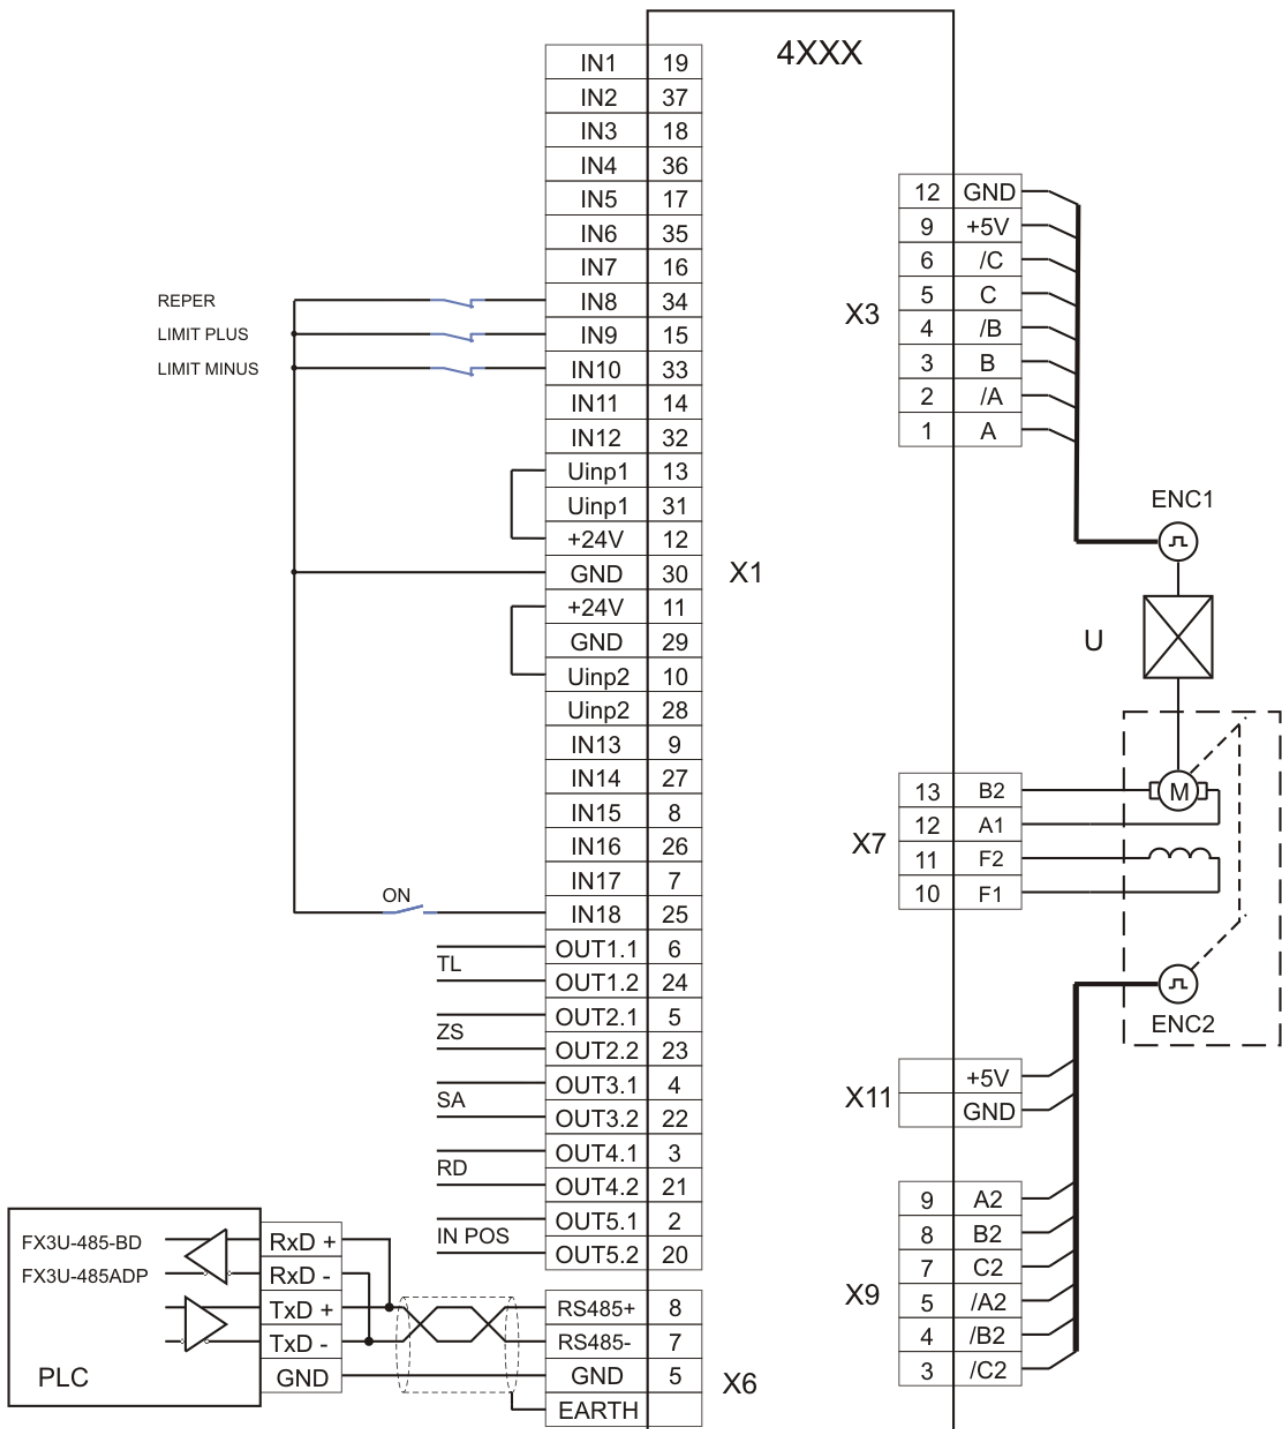 4XXX
IN1 19
IN2 37
IN3 18
IN4 36
IN5 17
IN6 35
IN7 16
REPER IN8 34
LIMIT PLUS IN9 15
LIMIT MINUS IN10 33
IN11 14
IN12 32
Uinp1 13
Uinp1 31
+24V 12
GND 30
X1
+24V 11
GND 29
Uinp2 10
Uinp2 28
IN13 9
IN14 27
IN15 8
IN16 26
IN17 7
ON
IN18 25
OUT1.1 6
TL
OUT1.2 24
OUT2.1 5
ZS
OUT2.2 23
OUT3.1 4
SA
OUT3.2 22
OUT4.1 3
RD
OUT4.2 21
OUT5.1 2
IN POS
OUT5.2 20
FX3U-485-BD RxD +
FX3U-485ADP RxD -
TxD +
TxD -
PLC GND
RS485+ 8
RS485- 7
GND 5
EARTH
X6
12 GND
9 +5V
6 /C
5 C
X3
4 /B
3 B
2 /A
1 A
ENC1
U
M
13 B2
12 A1
X7
11 F2
10 F1
ENC2
+5V
X11
GND
9 A2
8 B2
7 C2
X9
5 /A2
4 /B2
3 /C2